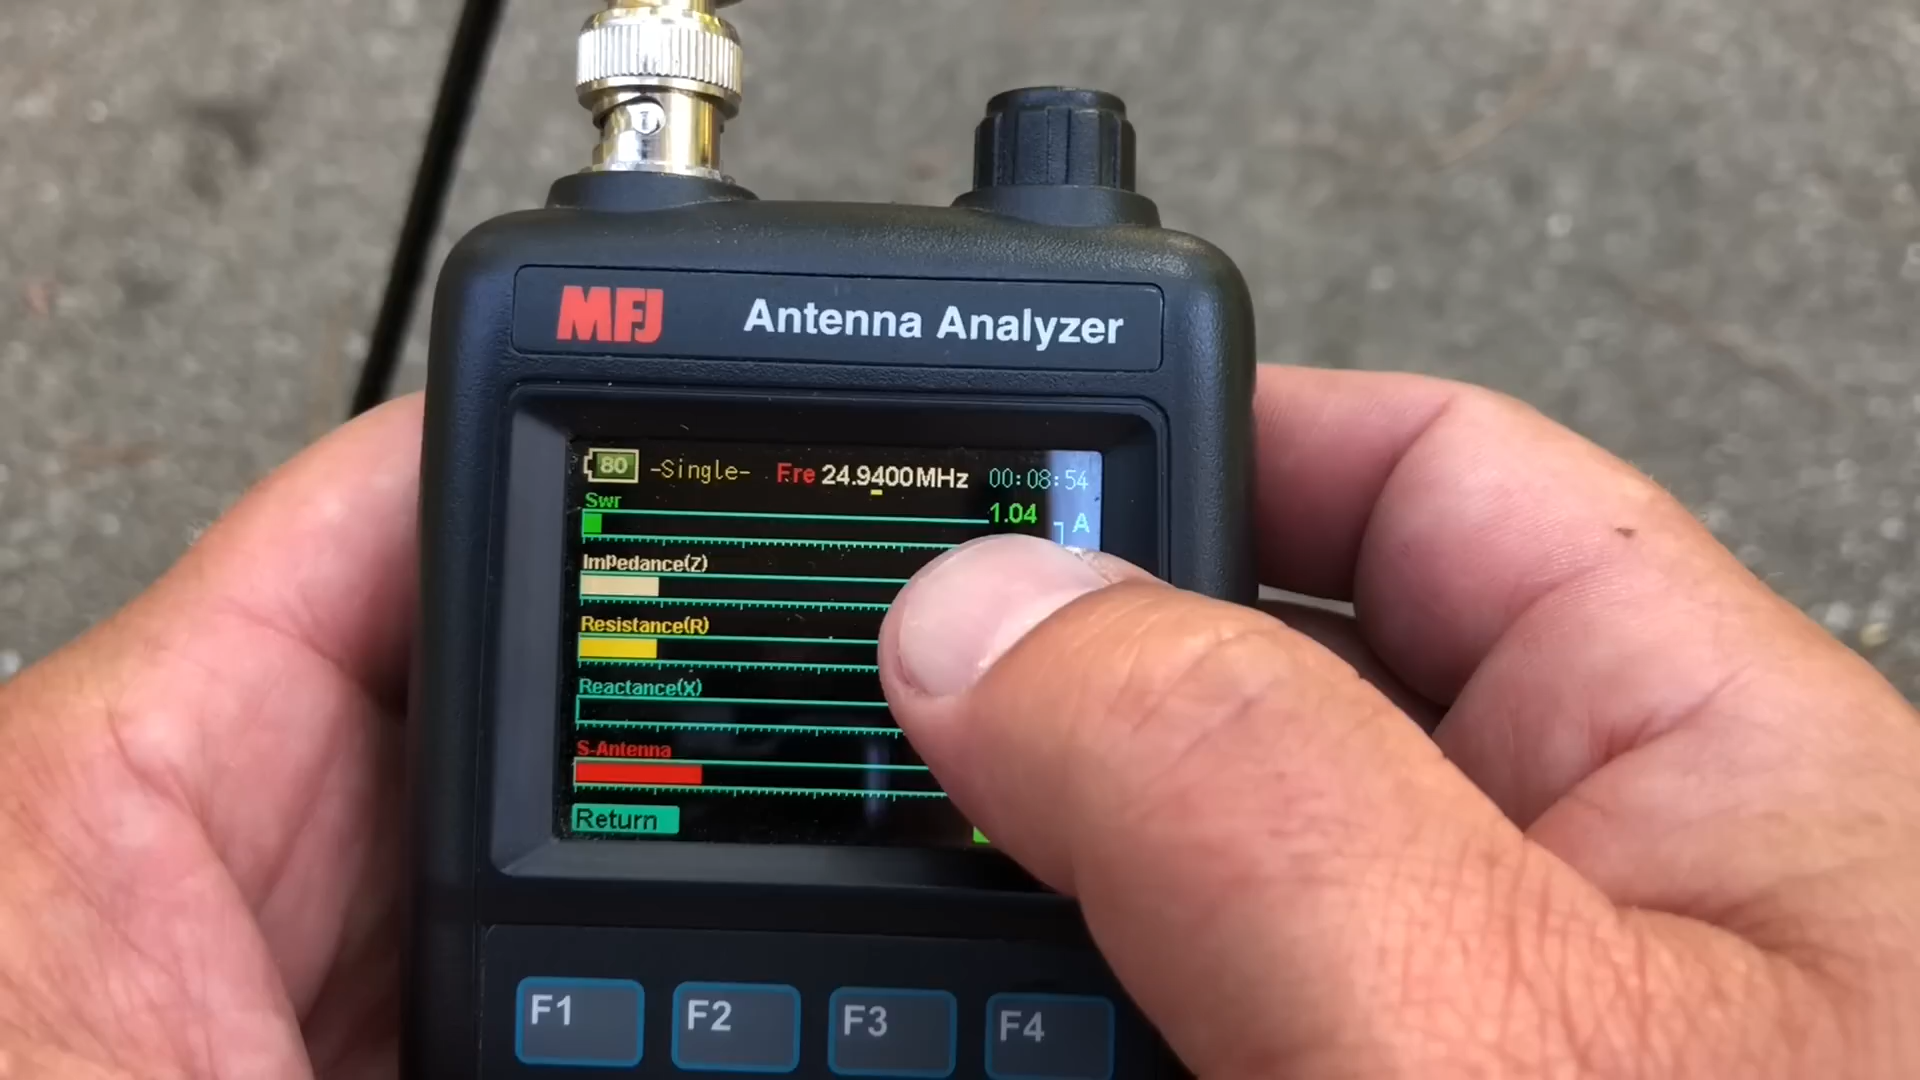 MFJ Antenna Analyzer
80 -Single- Fre 24.9400MHz 00:08:54
Swr 1.04 A
Impedance(Z)
Resistance(R)
Reactance(X)
S-Antenna
Return
F1 F2 F3 F4